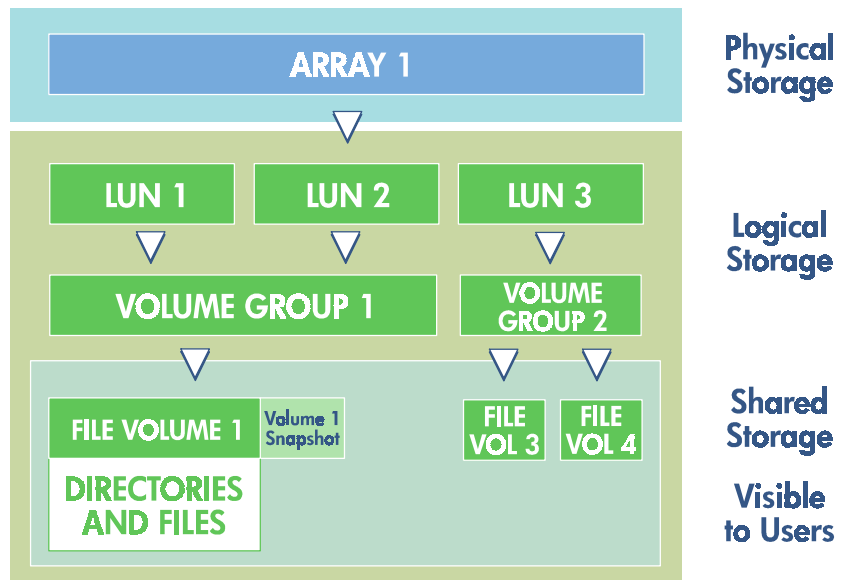 ARRAY 1
Physical
Storage
LUN 1
LUN 2
LUN 3
Logical
Storage
VOLUME GROUP 1
VOLUME
GROUP 2
FILE VOLUME 1
Volume 1
Snapshot
FILE
VOL 3
FILE
VOL 4
Shared
Storage
DIRECTORIES
AND FILES
Visible
to Users